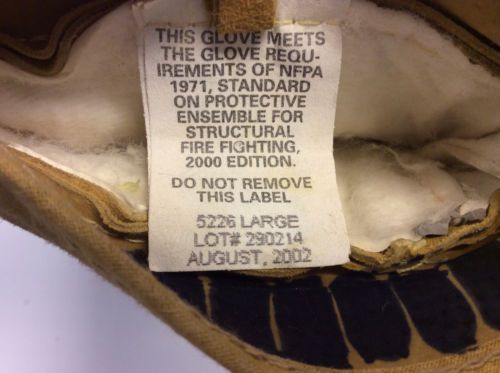 THIS GLOVE MEETS
THE GLOVE REQU-
IREMENTS OF NFPA
1971, STANDARD
ON PROTECTIVE
ENSEMBLE FOR
STRUCTURAL
FIRE FIGHTING,
2000 EDITION.
DO NOT REMOVE
THIS LABEL
5226 LARGE
LOT# 290214
AUGUST, 2002